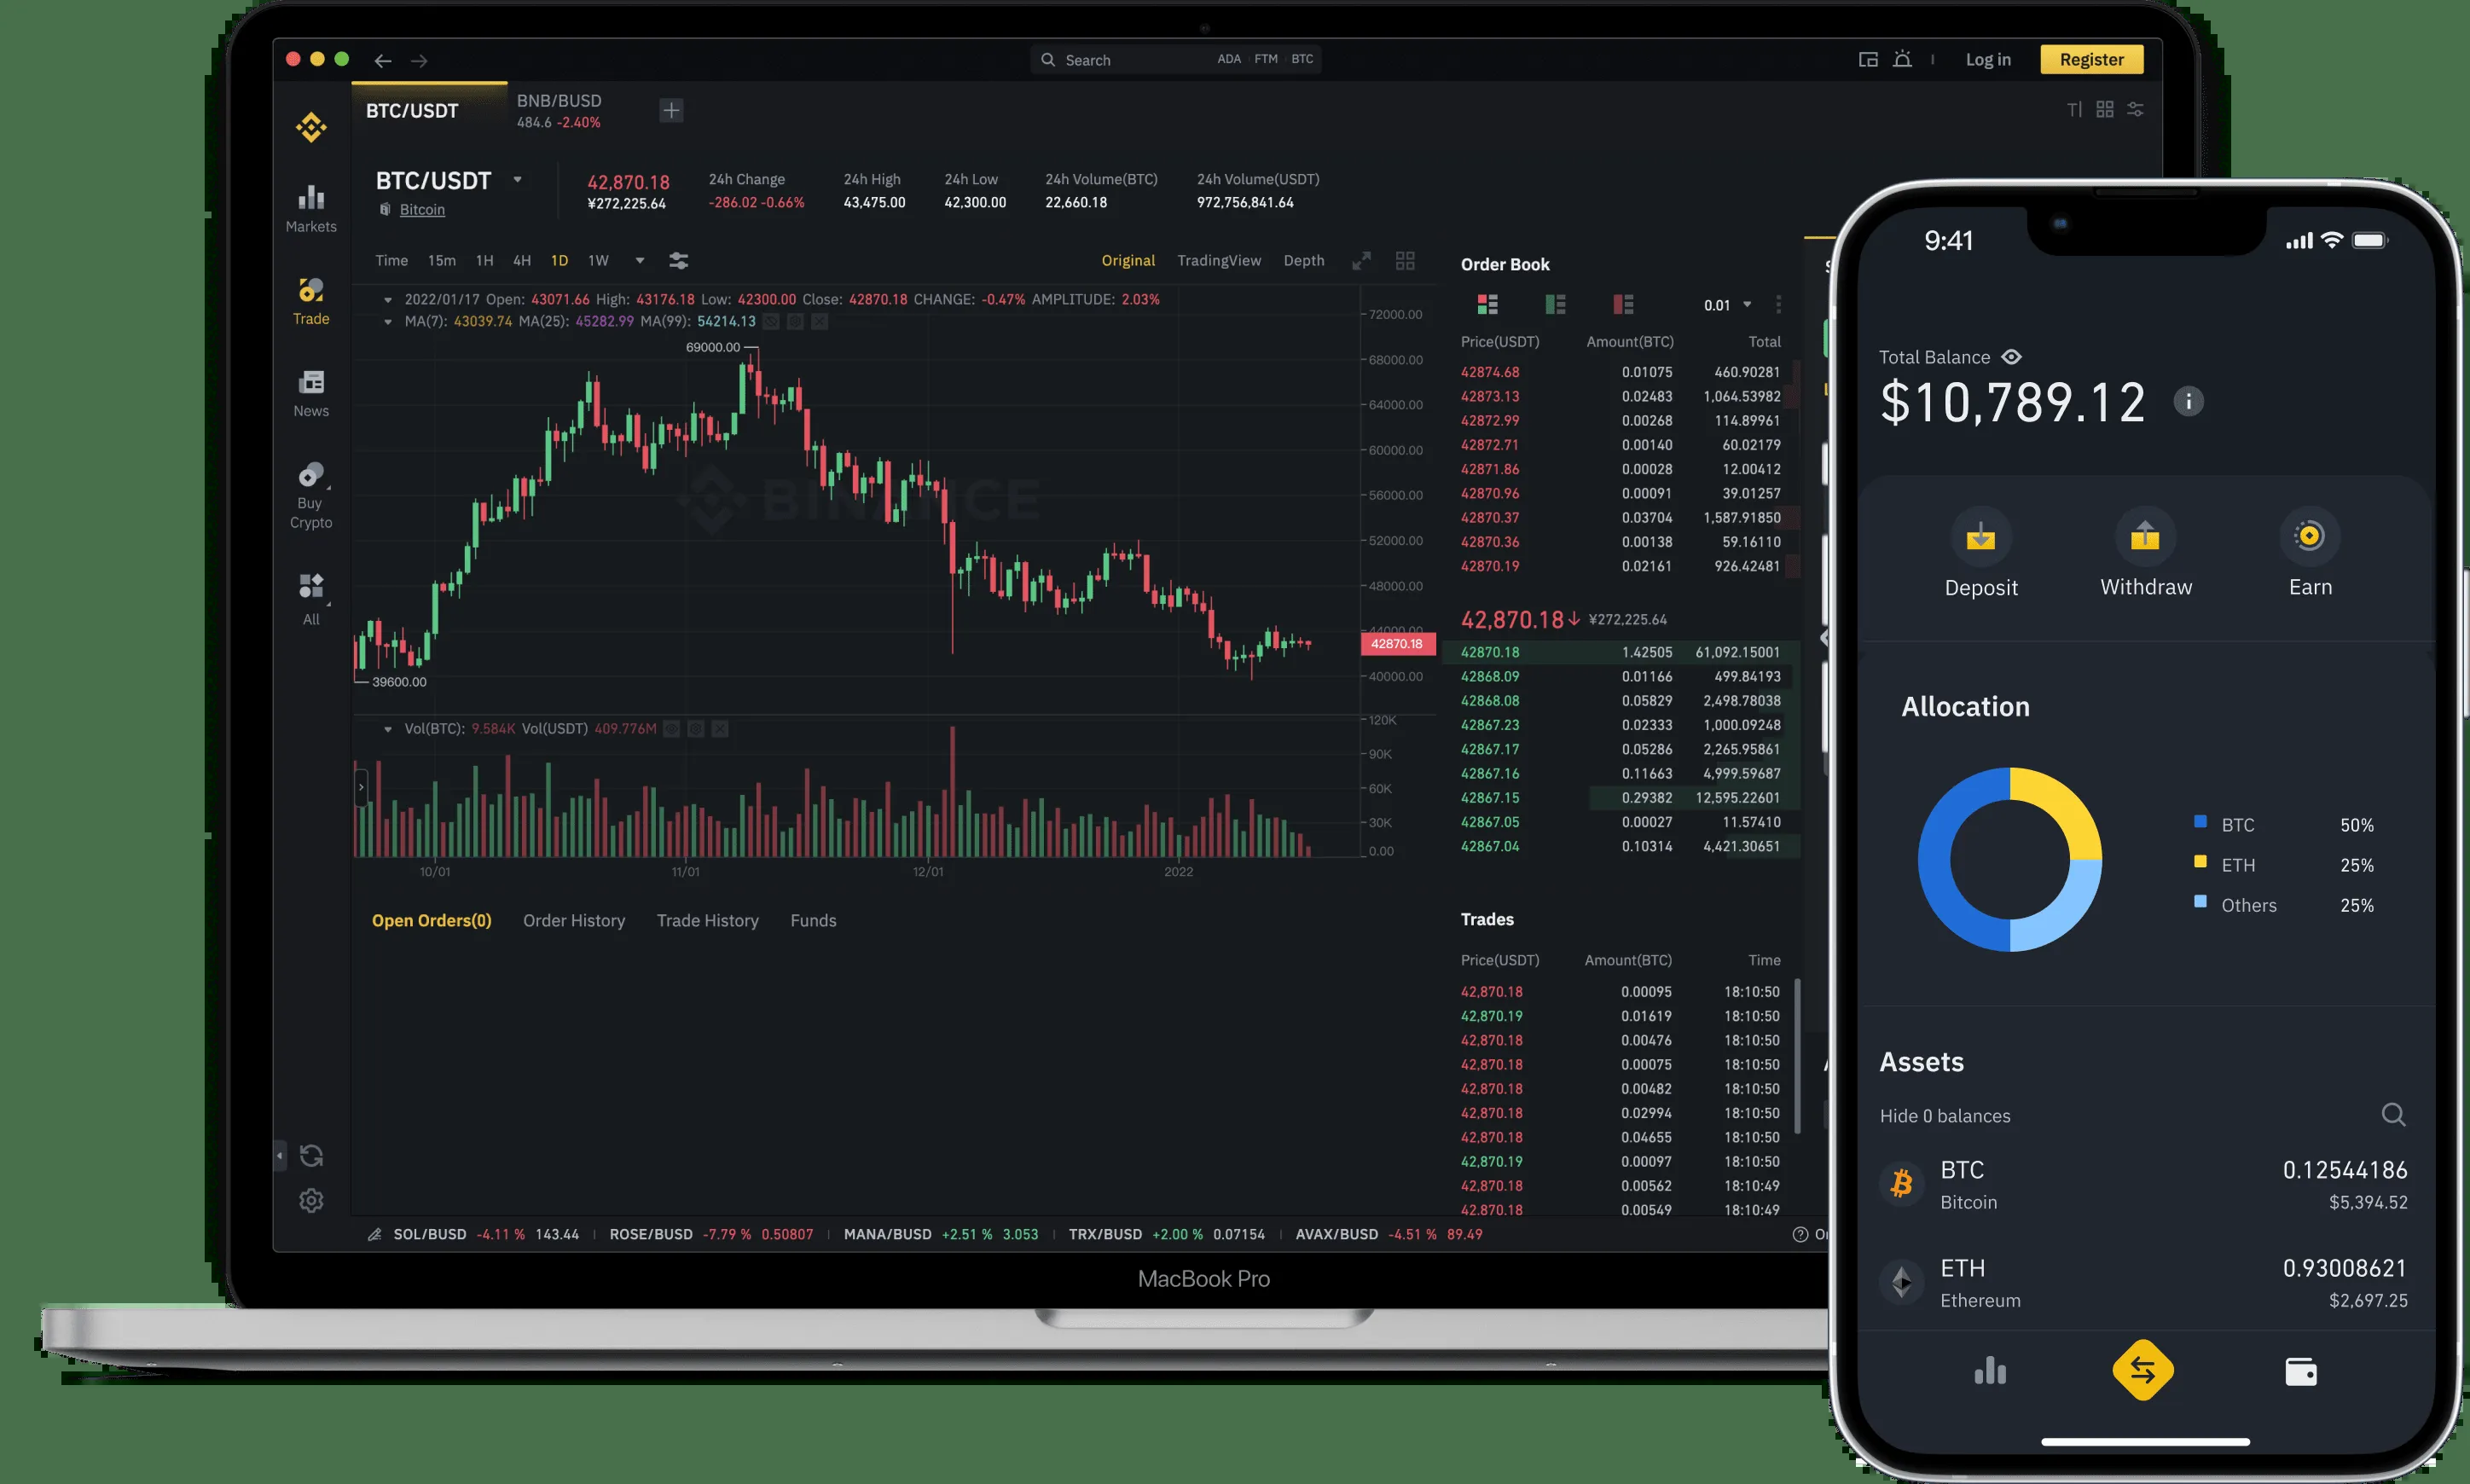 Search ADA FTM BTC
Log in
Register
BTC/USDT
BNB/BUSD
484.6 -2.40%
BTC/USDT
Bitcoin
42,870.18
¥272,225.64
24h Change
-286.02 -0.66%
24h High
43,475.00
24h Low
42,300.00
24h Volume(BTC)
22,660.18
24h Volume(USDT)
972,756,841.64
Markets
Trade
News
Buy
Crypto
All
Time 15m 1H 4H 1D 1W
Original TradingView Depth
2022/01/17 Open: 43071.66 High: 43176.18 Low: 42300.00 Close: 42870.18 CHANGE: -0.47% AMPLITUDE: 2.03%
MA(7): 43039.74 MA(25): 45282.99 MA(99): 54214.13
69000.00
39600.00
BINANCE
72000.00
68000.00
64000.00
60000.00
56000.00
52000.00
48000.00
44000.00
42870.18
40000.00
Vol(BTC): 9.584K Vol(USDT) 409.776M
120K
90K
60K
30K
0.00
10/01 11/01 12/01 2022
Open Orders(0) Order History Trade History Funds
Order Book
0.01
Price(USDT) Amount(BTC) Total
42874.68 0.01075 460.90281
42873.13 0.02483 1,064.53982
42872.99 0.00268 114.89961
42872.71 0.00140 60.02179
42871.86 0.00028 12.00412
42870.96 0.00091 39.01257
42870.37 0.03704 1,587.91850
42870.36 0.00138 59.16110
42870.19 0.02161 926.42481
42,870.18↓ ¥272,225.64
42870.18 1.42505 61,092.15001
42868.09 0.01166 499.84193
42868.08 0.05829 2,498.78038
42867.23 0.02333 1,000.09248
42867.17 0.05286 2,265.95861
42867.16 0.11663 4,999.59687
42867.15 0.29382 12,595.22601
42867.05 0.00027 11.57410
42867.04 0.10314 4,421.30651
Trades
Price(USDT) Amount(BTC) Time
42,870.18 0.00095 18:10:50
42,870.19 0.01619 18:10:50
42,870.18 0.00476 18:10:50
42,870.18 0.00075 18:10:50
42,870.18 0.00482 18:10:50
42,870.18 0.02994 18:10:50
42,870.18 0.04655 18:10:50
42,870.19 0.00097 18:10:50
42,870.18 0.00562 18:10:49
42,870.18 0.00549 18:10:49
SOL/BUSD -4.11 % 143.44 ROSE/BUSD -7.79 % 0.50807 MANA/BUSD +2.51 % 3.053 TRX/BUSD +2.00 % 0.07154 AVAX/BUSD -4.51 % 89.49
MacBook Pro
9:41
Total Balance
$10,789.12
Deposit Withdraw Earn
Allocation
BTC 50%
ETH 25%
Others 25%
Assets
Hide 0 balances
BTC 0.12544186
Bitcoin $5,394.52
ETH 0.93008621
Ethereum $2,697.25